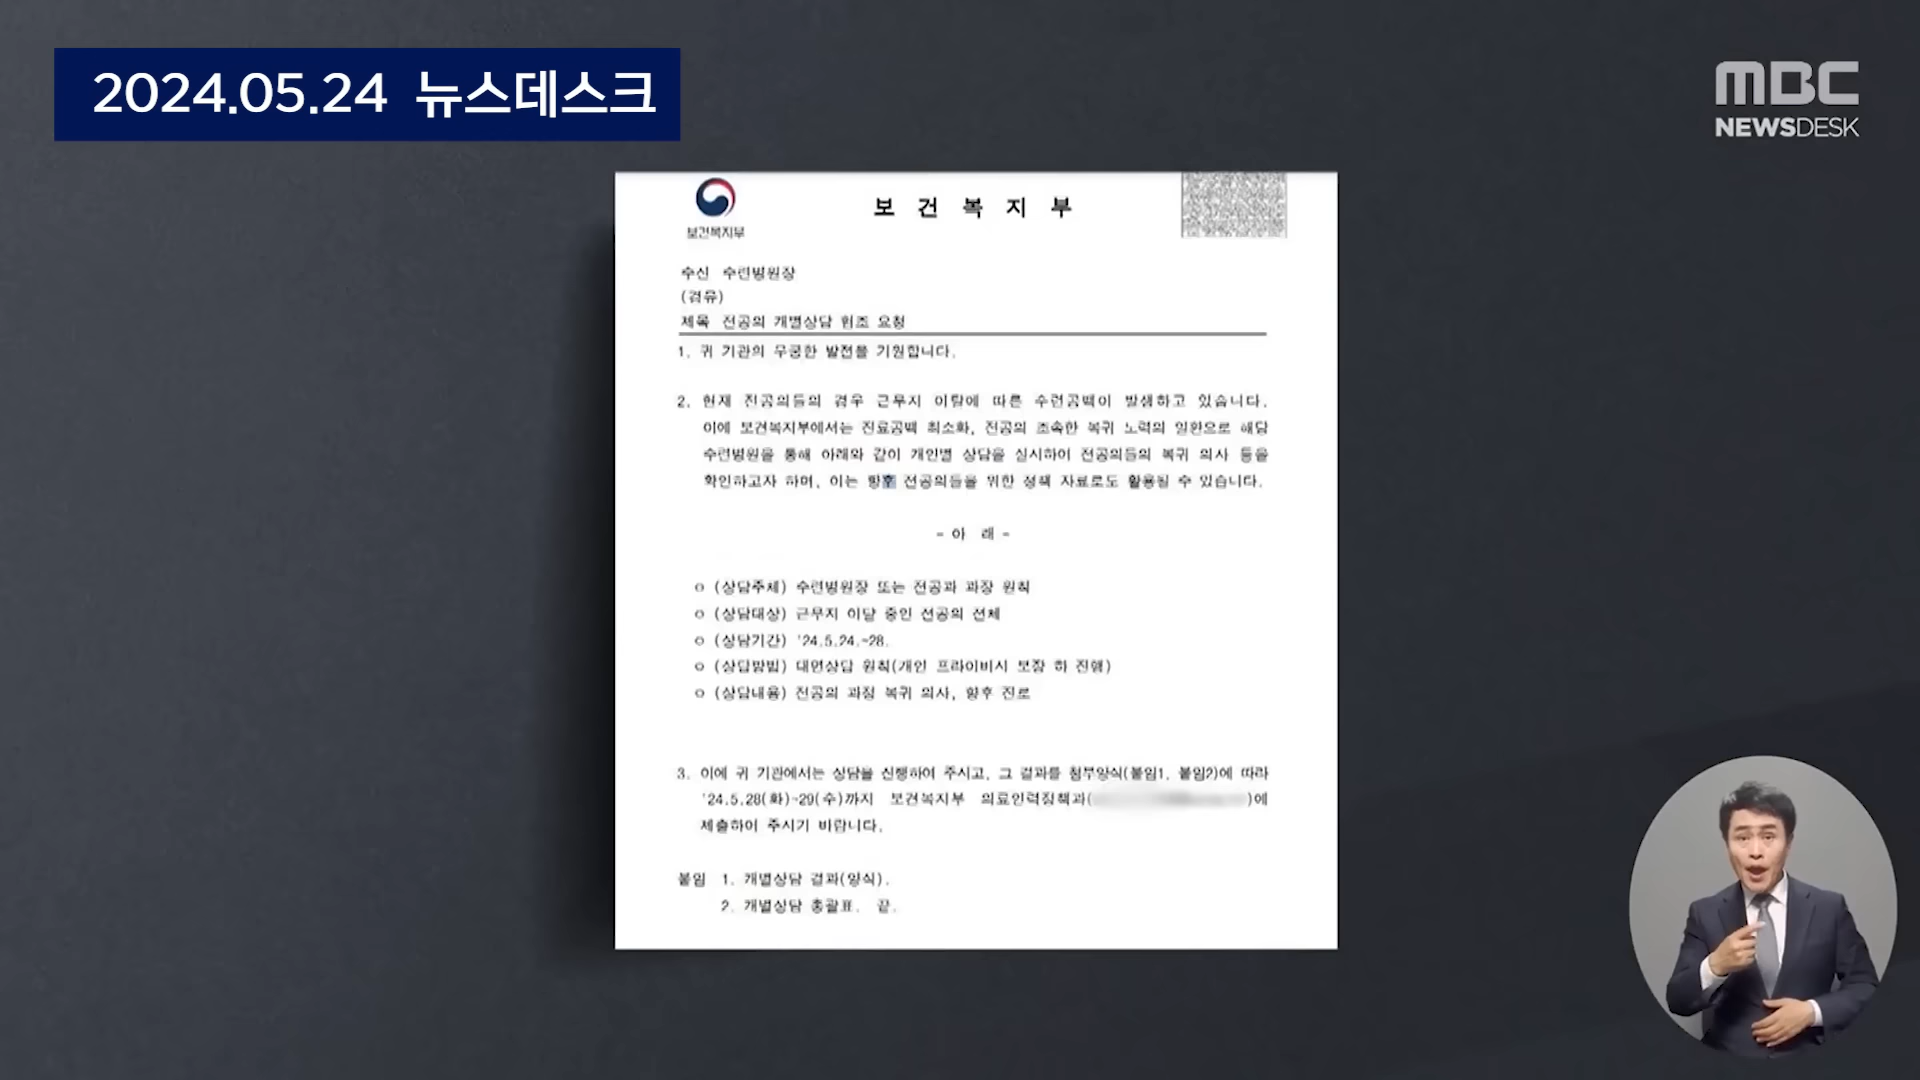 2024.05.24 뉴스데스크
MBC
NEWSDESK
보건복지부
보건복지부
수신 수련병원장
(경유)
제목 전공의 개별상담 협조 요청
1. 귀 기관의 무궁한 발전을 기원합니다.
2. 현재 전공의들의 경우 근무지 이탈에 따른 수련공백이 발생하고 있습니다.
이에 보건복지부에서는 진료공백 최소화, 전공의 조속한 복귀 노력의 일환으로 해당
수련병원을 통해 아래와 같이 개인별 상담을 실시하여 전공의들의 복귀 의사 등을
확인하고자 하며, 이는 향후 전공의들을 위한 정책 자료로도 활용될 수 있습니다.
- 아 래 -
ㅇ (상담주체) 수련병원장 또는 전공과 과장 원칙
ㅇ (상담대상) 근무지 이탈 중인 전공의 전체
ㅇ (상담기간) '24.5.24.~28.
ㅇ (상담방법) 대면상담 원칙(개인 프라이버시 보장 하 진행)
ㅇ (상담내용) 전공의 과정 복귀 의사, 향후 진로
3. 이에 귀 기관에서는 상담을 진행하여 주시고, 그 결과를 첨부양식(붙임1, 붙임2)에 따라
'24.5.28(화)~29(수)까지 보건복지부 의료인력정책과( )에
제출하여 주시기 바랍니다.
붙임 1. 개별상담 결과(양식).
2. 개별상담 총괄표. 끝.